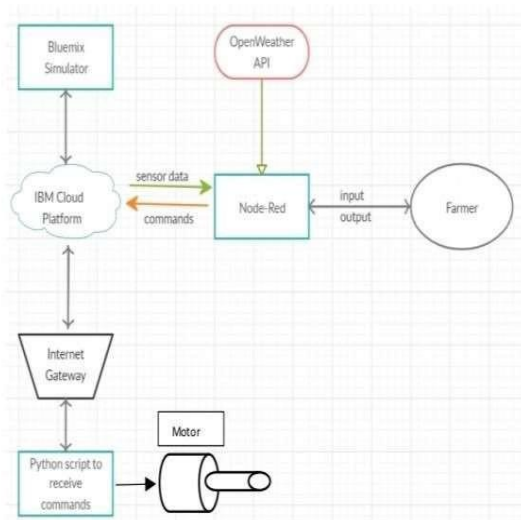 Bluemix
Simulator
OpenWeather
API
IBM Cloud
Platform
sensor data
commands
Node-Red
input
output
Farmer
Internet
Gateway
Motor
Python script to
receive
commands